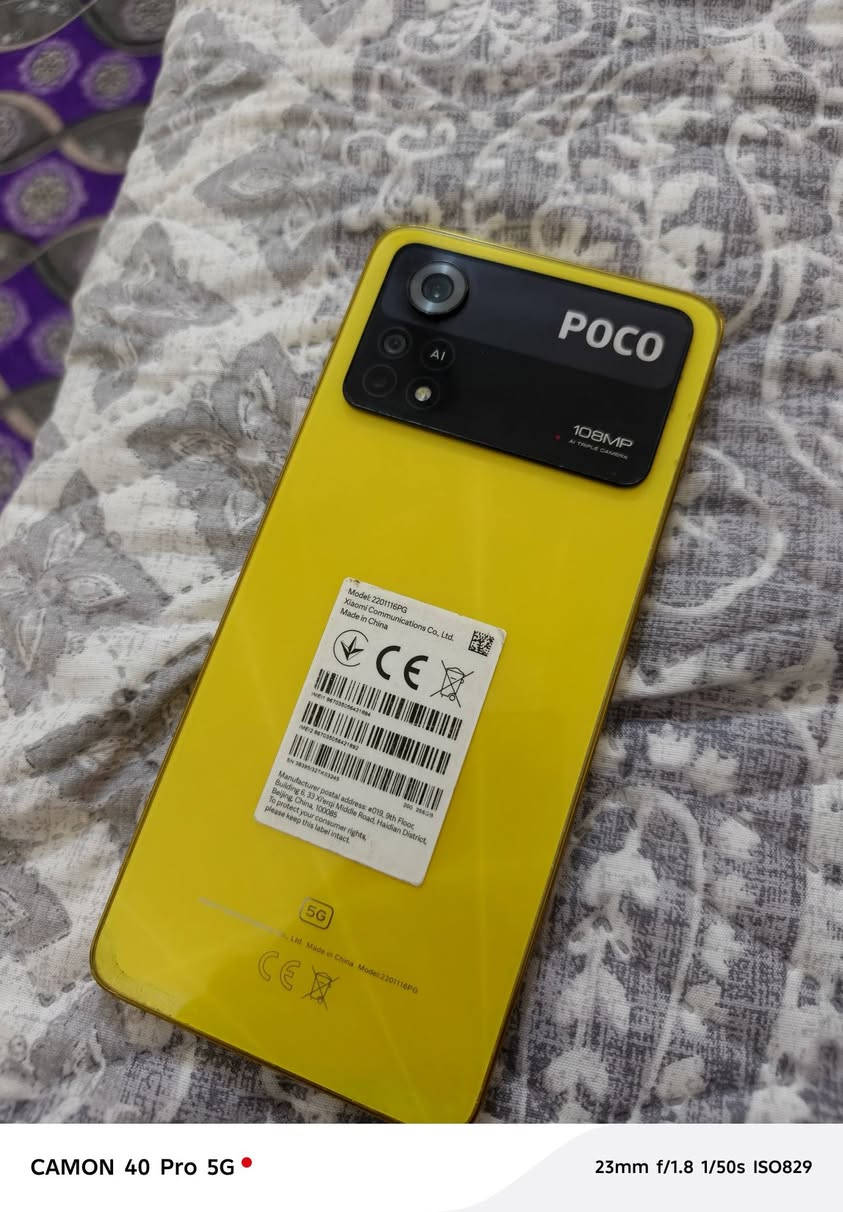 POCO
AI
108MP
AI TRIPLE CAMERA
Model: 2201116PG
Xiaomi Communications Co., Ltd.
Made in China
CE
Manufacturer postal address: #019, 9th Floor,
Building 6, 33 Xi'erqi Middle Road, Haidian District,
Beijing, China, 100085
To protect your consumer rights,
please keep this label intact.
5G
Ltd. Made in China Model:2201116PG
CE
CAMON 40 Pro 5G
23mm f/1.8 1/50s ISO829